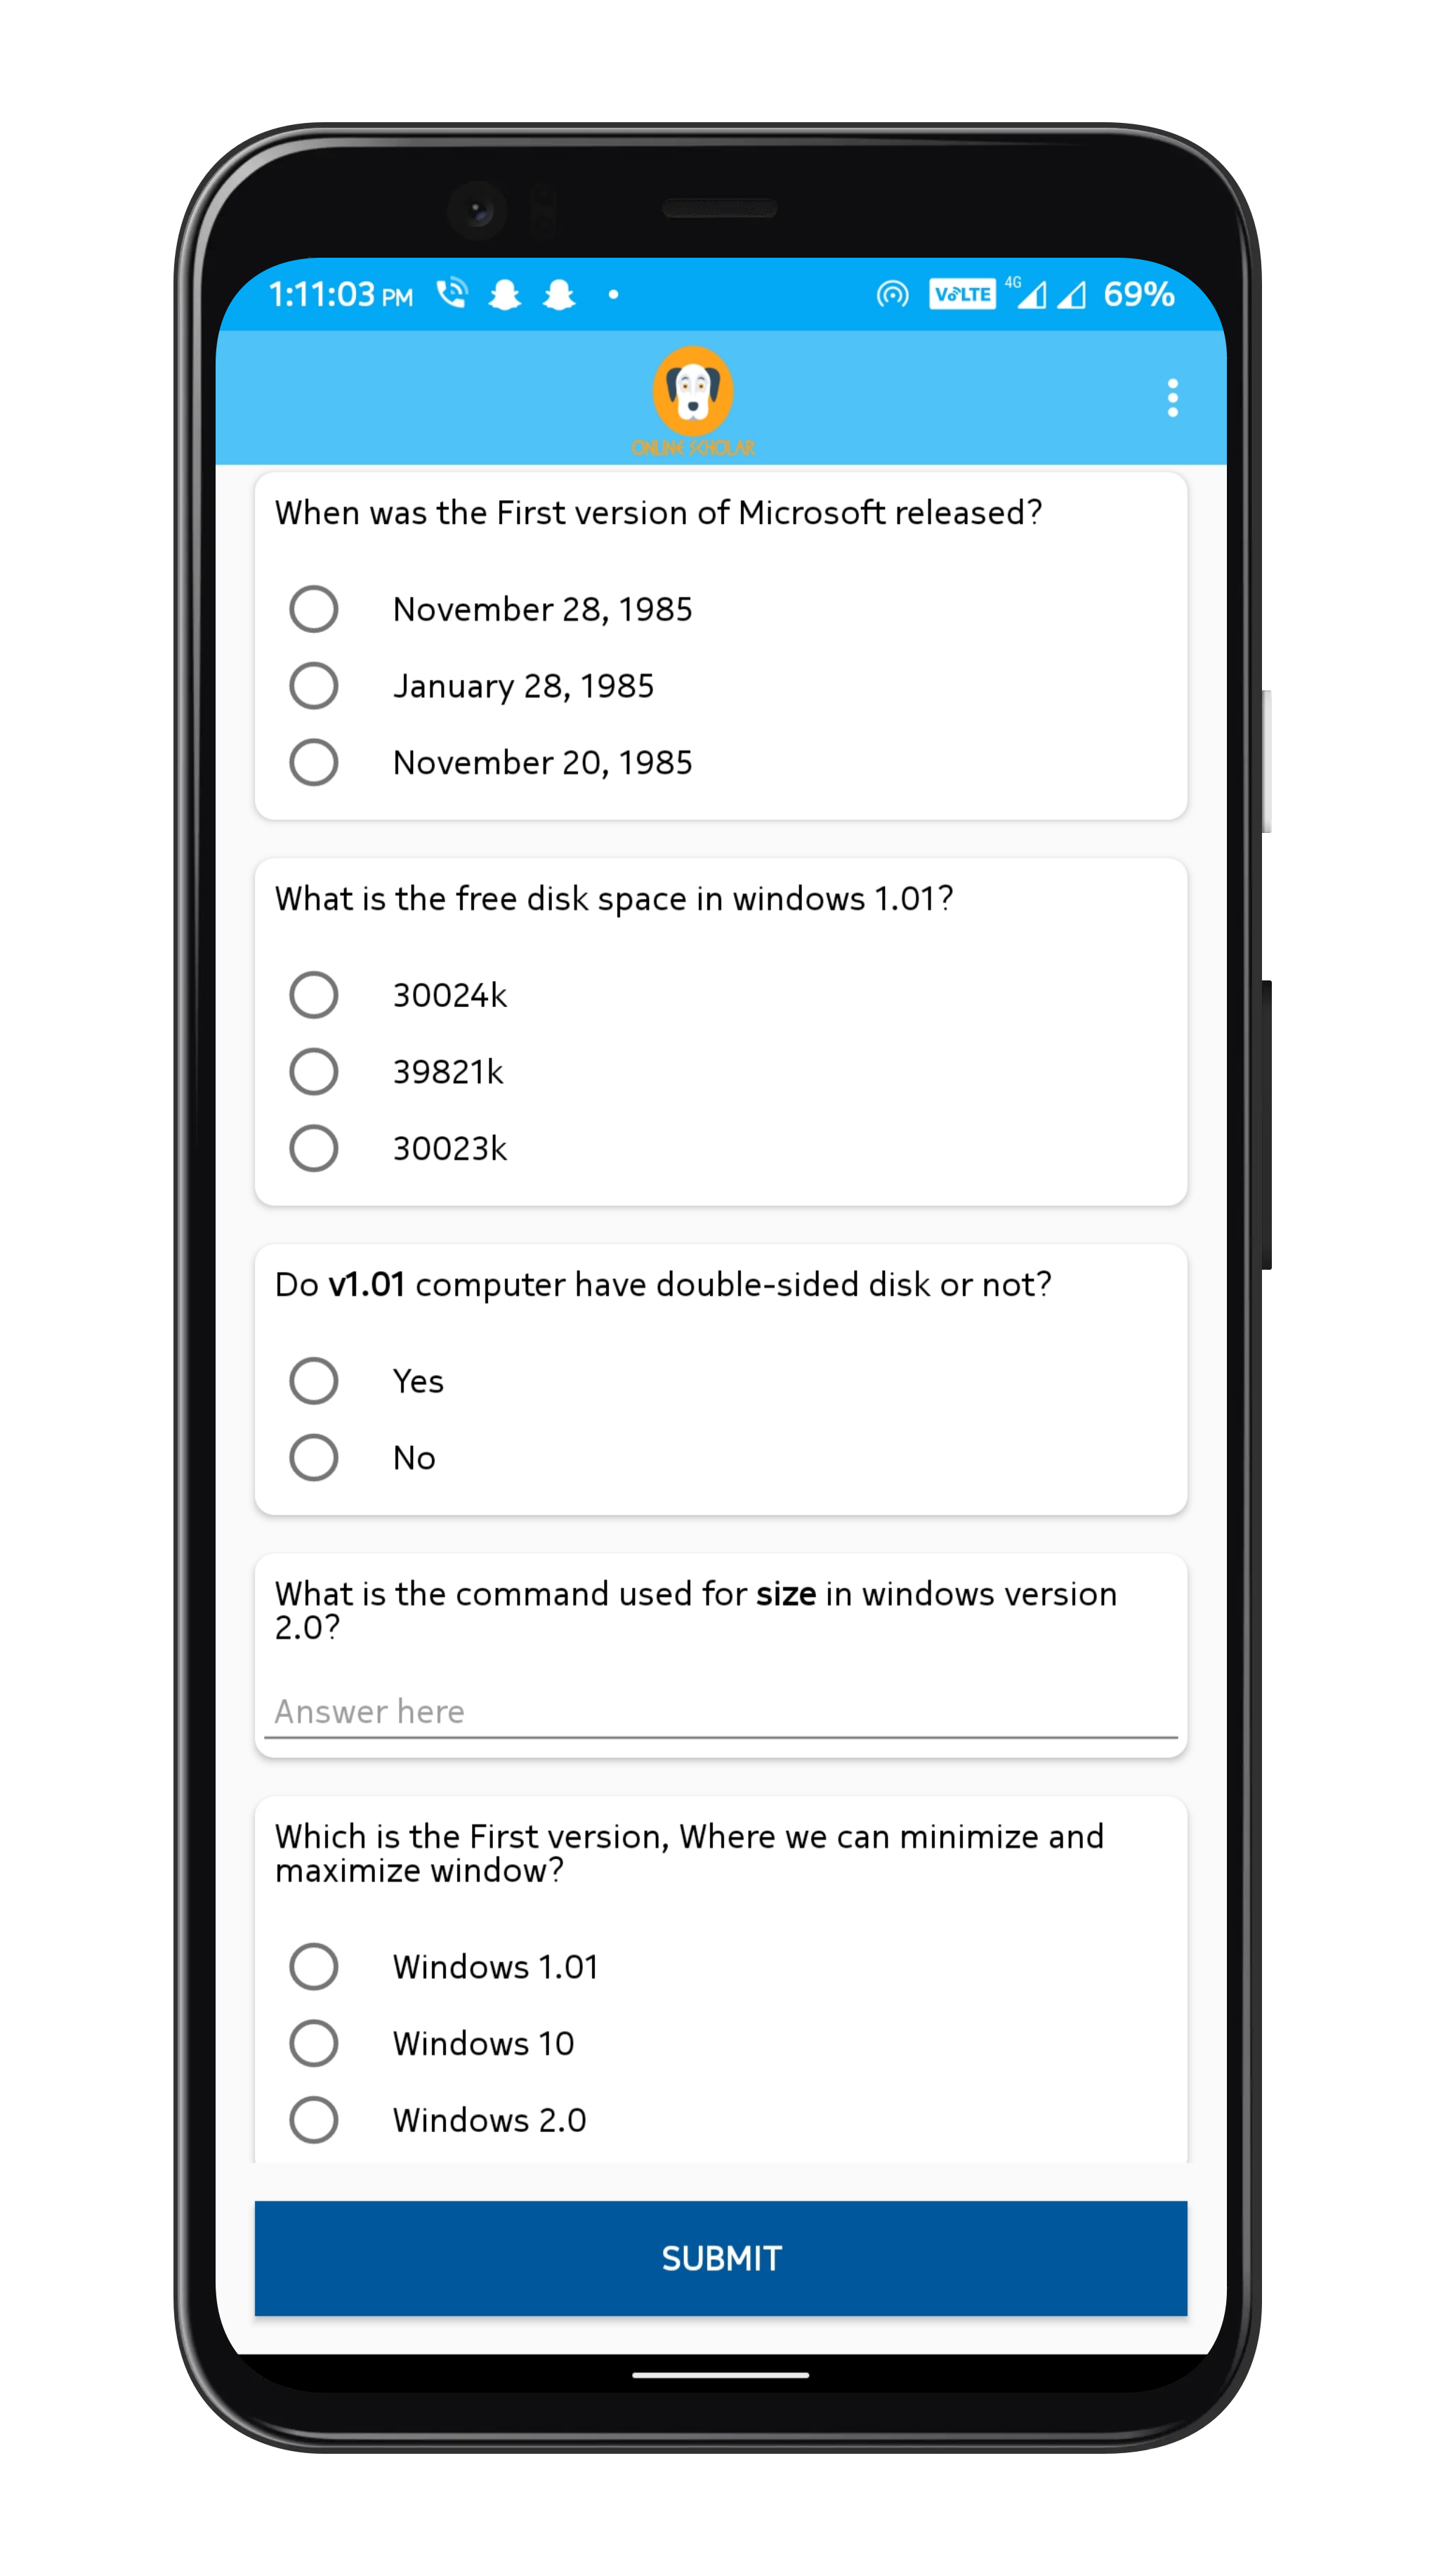 1:11:03 PM
VoLTE 4G 69%
ONLINE SCHOLAR
When was the First version of Microsoft released?
November 28, 1985
January 28, 1985
November 20, 1985
What is the free disk space in windows 1.01?
30024k
39821k
30023k
Do v1.01 computer have double-sided disk or not?
Yes
No
What is the command used for size in windows version
2.0?
Answer here
Which is the First version, Where we can minimize and
maximize window?
Windows 1.01
Windows 10
Windows 2.0
SUBMIT